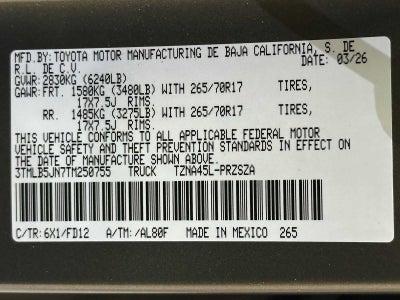 MFD.BY:TOYOTA MOTOR MANUFACTURING DE BAJA CALIFORNIA, S. DE
R.L. DE C.V. DATE: 03/26
GVWR:2830KG (6240LB)
GAWR:FRT. 1580KG (3480LB) WITH 265/70R17 TIRES,
17X7.5J RIMS.
RR. 1485KG (3275LB) WITH 265/70R17 TIRES,
17X7.5J RIMS.
THIS VEHICLE CONFORMS TO ALL APPLICABLE FEDERAL MOTOR
VEHICLE SAFETY AND THEFT PREVENTION STANDARDS IN EFFECT ON
THE DATE OF MANUFACTURE SHOWN ABOVE.
3TMLB5JN7TM250755 TRUCK TZNA45L-PRZSZA
C/TR: 6X1/FD12 A/TM: /AL80F MADE IN MEXICO 265